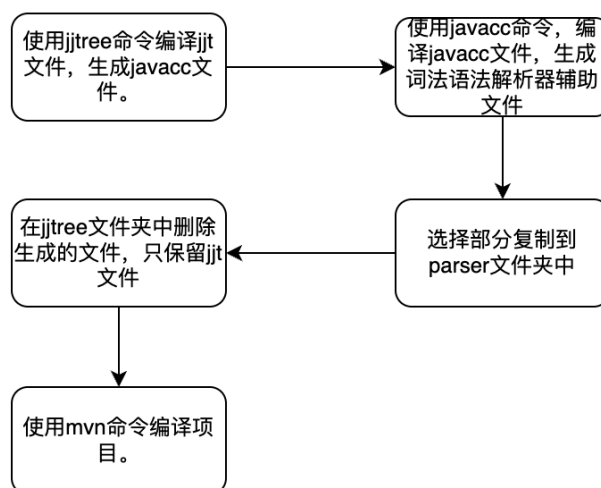 使用jjtree命令编译jjt
文件，生成javacc文
件。
使用javacc命令，编
译javacc文件，生成
词法语法解析器辅助
文件
选择部分复制到
parser文件夹中
在jjtree文件夹中删除
生成的文件，只保留jjt
文件
使用mvn命令编译项
目。